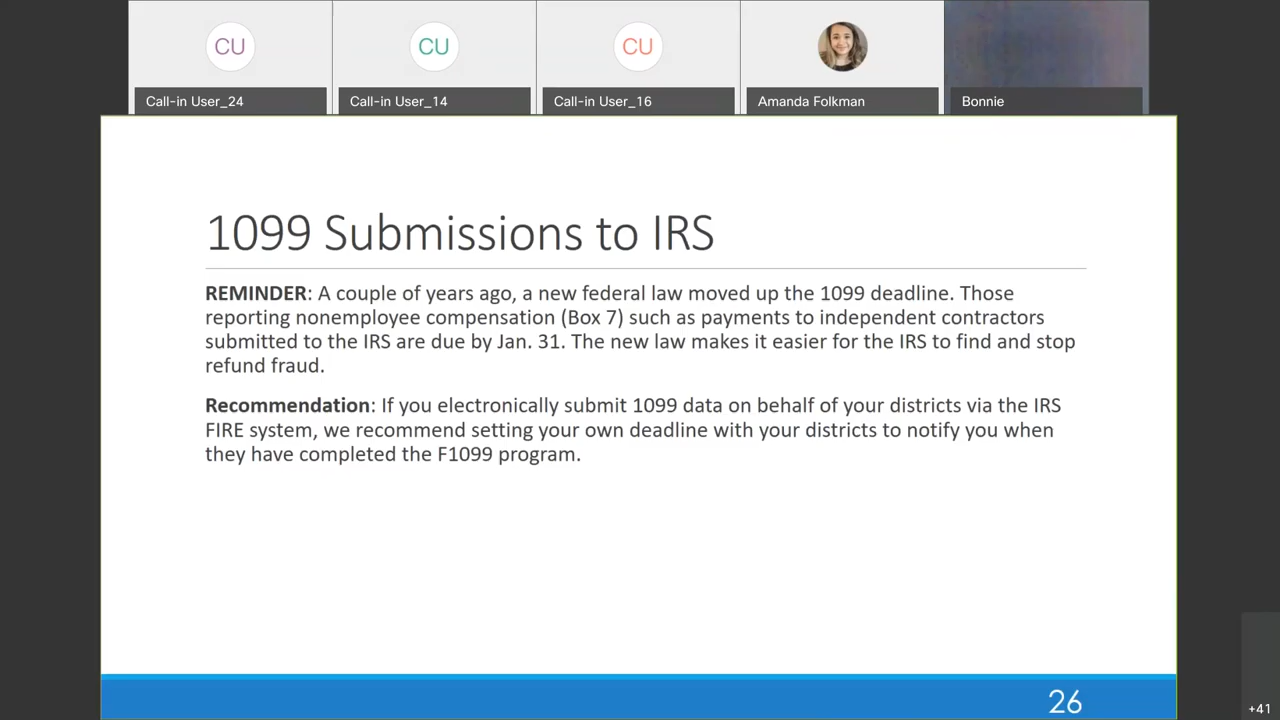 CU
CU
CU
Call-in User_24
Call-in User_14
Call-in User_16
Amanda Folkman
Bonnie
1099 Submissions to IRS
REMINDER: A couple of years ago, a new federal law moved up the 1099 deadline. Those
reporting nonemployee compensation (Box 7) such as payments to independent contractors
submitted to the IRS are due by Jan. 31. The new law makes it easier for the IRS to find and stop
refund fraud.
Recommendation: If you electronically submit 1099 data on behalf of your districts via the IRS
FIRE system, we recommend setting your own deadline with your districts to notify you when
they have completed the F1099 program.
26
+41